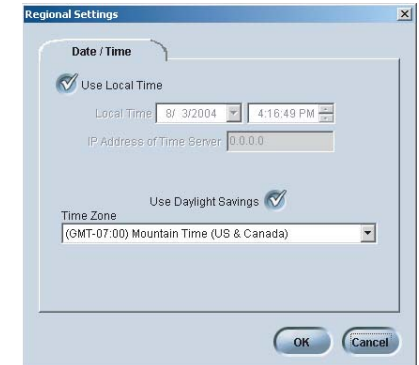 Regional Settings
Date / Time
Use Local Time
Local Time 8/ 3/2004 4:16:49 PM
IP Address of Time Server 0.0.0.0
Use Daylight Savings
Time Zone
(GMT-07:00) Mountain Time (US & Canada)
OK Cancel